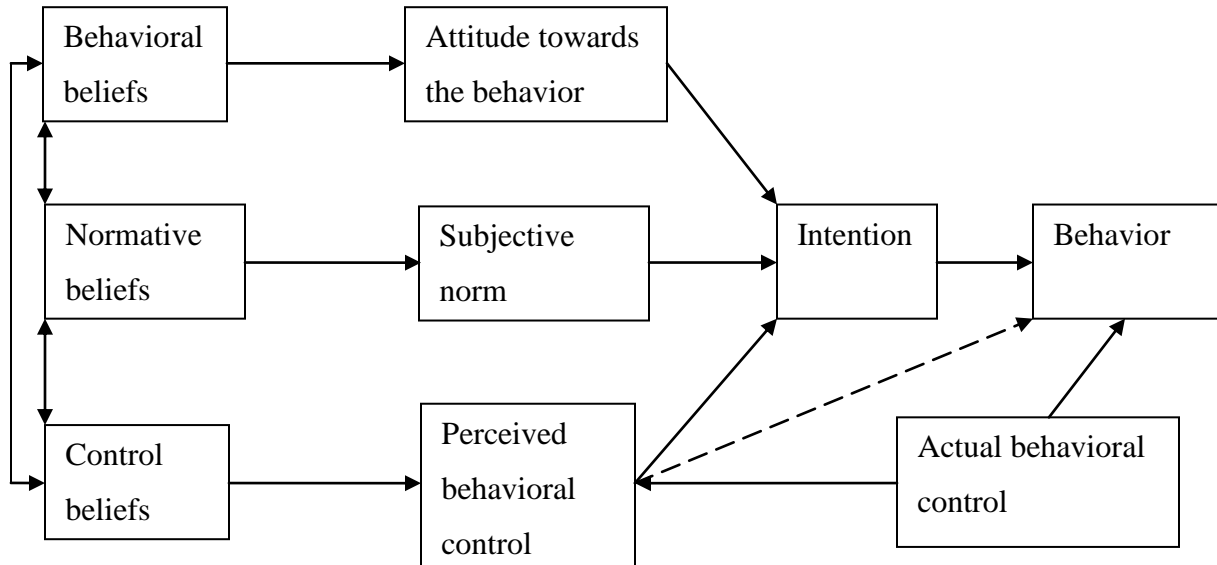 Behavioral
beliefs
Attitude towards
the behavior
Normative
beliefs
Subjective
norm
Intention
Behavior
Control
beliefs
Perceived
behavioral
control
Actual behavioral
control